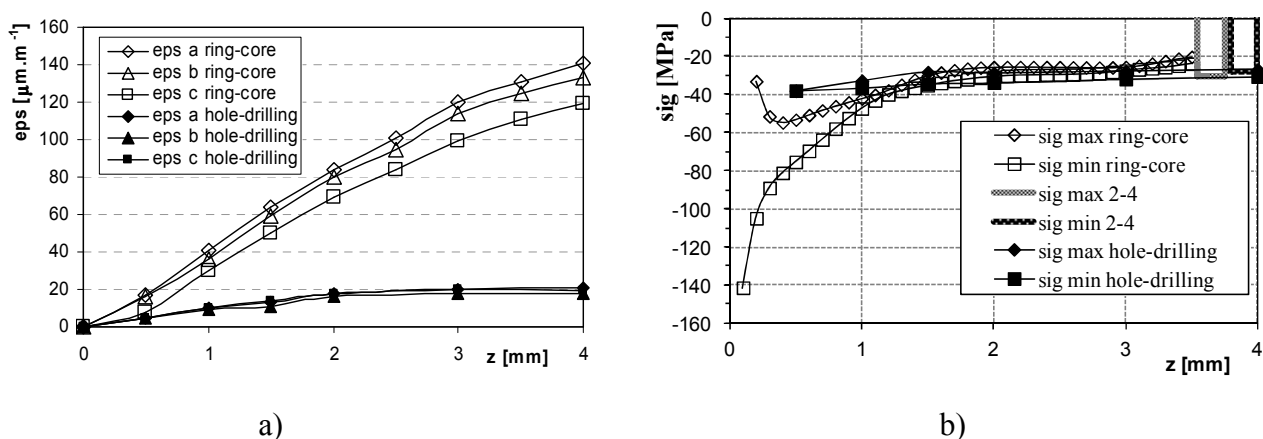 160
140
120
100
80
60
40
20
0
eps [µm.m-1]
eps a ring-core
eps b ring-core
eps c ring-core
eps a hole-drilling
eps b hole-drilling
eps c hole-drilling
0 1 2 3 4
z [mm]
a)
0
-20
-40
-60
-80
-100
-120
-140
-160
sig [MPa]
sig max ring-core
sig min ring-core
sig max 2-4
sig min 2-4
sig max hole-drilling
sig min hole-drilling
0 1 2 3 4
z [mm]
b)